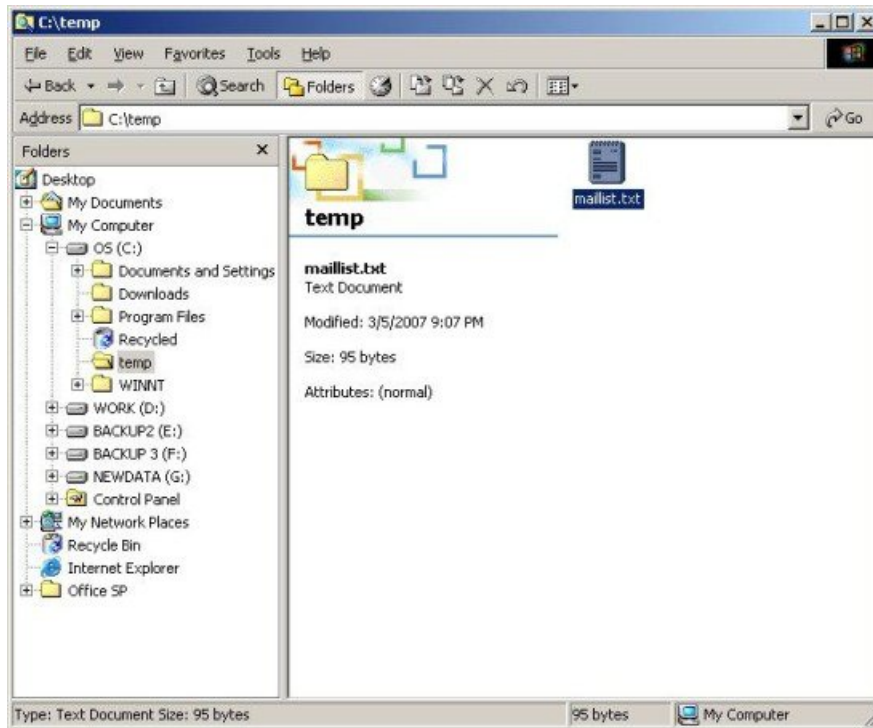 C:\temp
File Edit View Favorites Tools Help
Back Search Folders
Address C:\temp Go
Folders
Desktop
My Documents
My Computer
OS (C:)
Documents and Settings
Downloads
Program Files
Recycled
temp
WINNT
WORK (D:)
BACKUP2 (E:)
BACKUP 3 (F:)
NEWDATA (G:)
Control Panel
My Network Places
Recycle Bin
Internet Explorer
Office SP
temp
maillist.txt
Text Document
Modified: 3/5/2007 9:07 PM
Size: 95 bytes
Attributes: (normal)
maillist.txt
Type: Text Document Size: 95 bytes 95 bytes My Computer